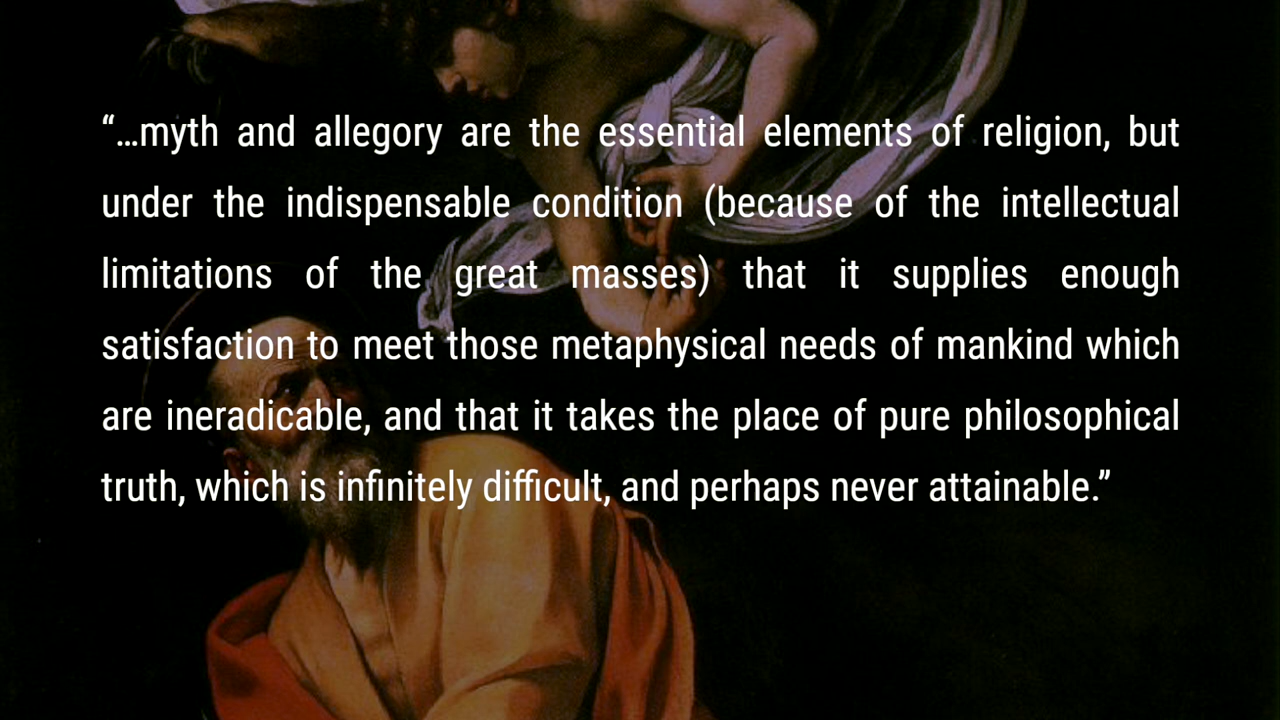 “…myth and allegory are the essential elements of religion, but
under the indispensable condition (because of the intellectual
limitations of the great masses) that it supplies enough
satisfaction to meet those metaphysical needs of mankind which
are ineradicable, and that it takes the place of pure philosophical
truth, which is infinitely difficult, and perhaps never attainable.”